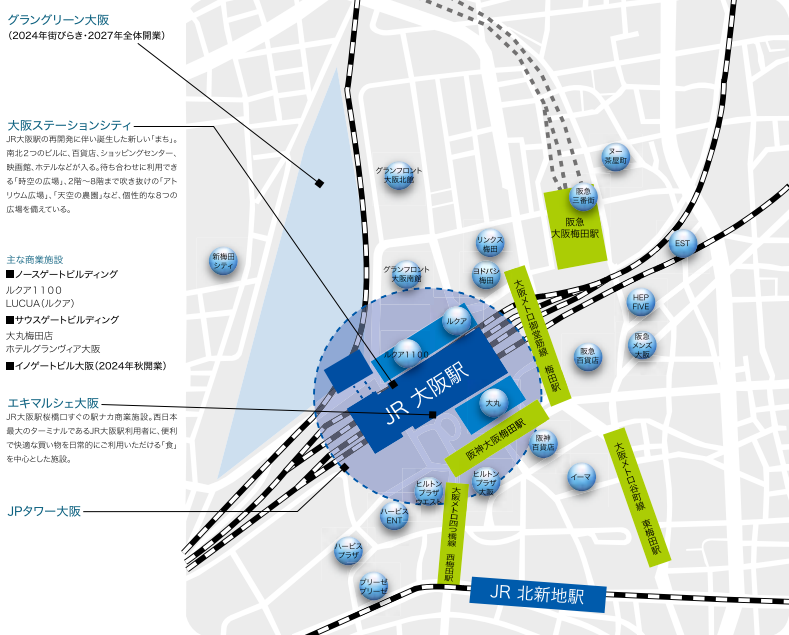 グラングリーン大阪
（2024年街びらき・2027年全体開業）
大阪ステーションシティ
JR大阪駅の再開発に伴い誕生した新しい「まち」。
南北2つのビルに、百貨店、ショッピングセンター、
映画館、ホテルなどが入る。待ち合わせに利用でき
る「時空の広場」、2階〜8階まで吹き抜けの「アト
リウム広場」、「天空の農園」など、個性的な8つの
広場を備えている。
主な商業施設
■ノースゲートビルディング
ルクア1100
LUCUA（ルクア）
■サウスゲートビルディング
大丸梅田店
ホテルグランヴィア大阪
■イノゲートビル大阪（2024年秋開業）
エキマルシェ大阪
JR大阪駅桜橋口すぐの駅ナカ商業施設。西日本
最大のターミナルであるJR大阪駅利用者に、便利
で快適な買い物を日常的にご利用いただける「食」
を中心とした施設。
JPタワー大阪
ヌー
茶屋町
グランフロント
大阪北館
阪急
三番街
阪急
大阪梅田駅
リンクス
梅田
EST
新梅田
シティ
グランフロント
大阪南館
ヨドバシ
梅田
HEP
FIVE
大阪メトロ御堂筋線 梅田駅
ルクア
ルクア1100
阪急
メンズ
大阪
阪急
百貨店
JR 大阪駅
大丸
阪神大阪梅田駅
阪神
百貨店
大阪メトロ谷町線 東梅田駅
イーマ
ヒルトン
プラザ
ウエスト
ヒルトン
プラザ
大阪
大阪メトロ四つ橋線 西梅田駅
ハービス
ENT
ハービス
プラザ
ブリーゼ
ブリーゼ
JR 北新地駅